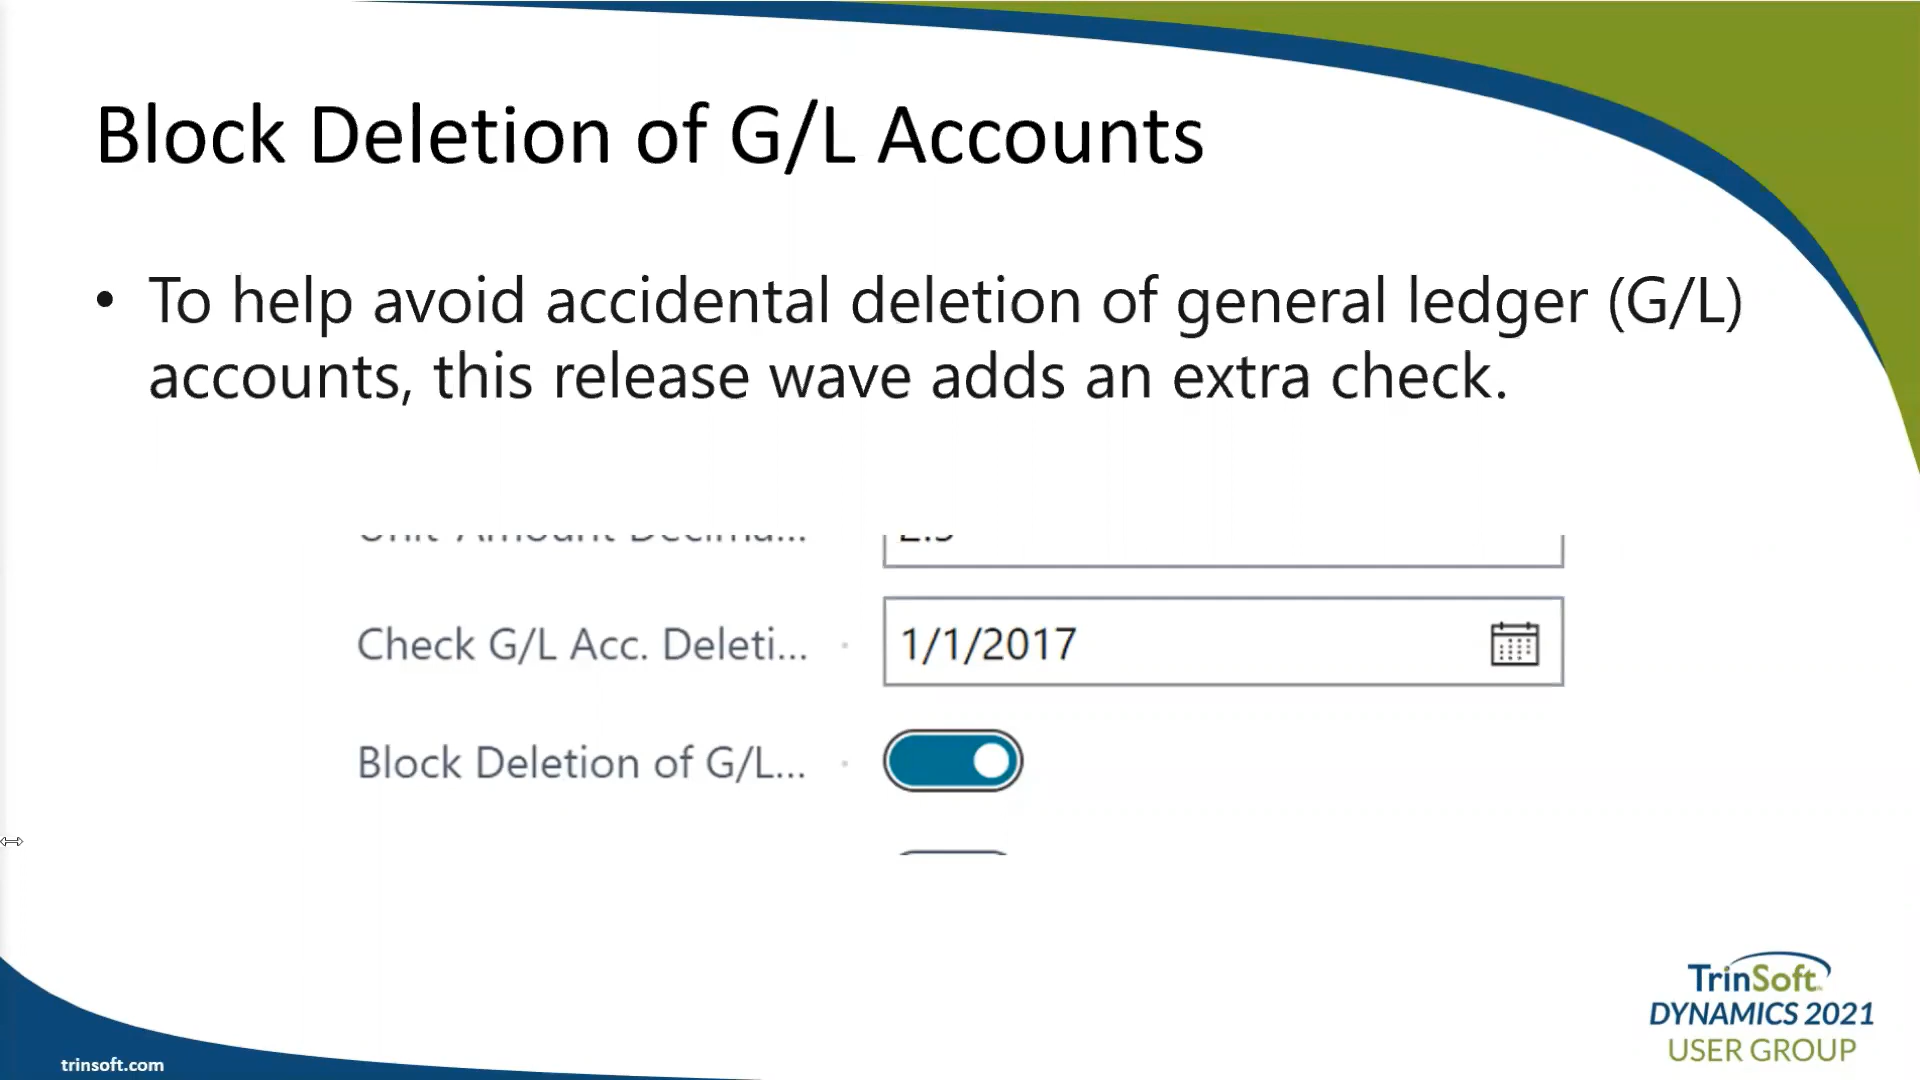 Block Deletion of G/L Accounts
• To help avoid accidental deletion of general ledger (G/L)
accounts, this release wave adds an extra check.
Check G/L Acc. Deleti... 1/1/2017
Block Deletion of G/L...
TrinSoft
DYNAMICS 2021
USER GROUP
trinsoft.com